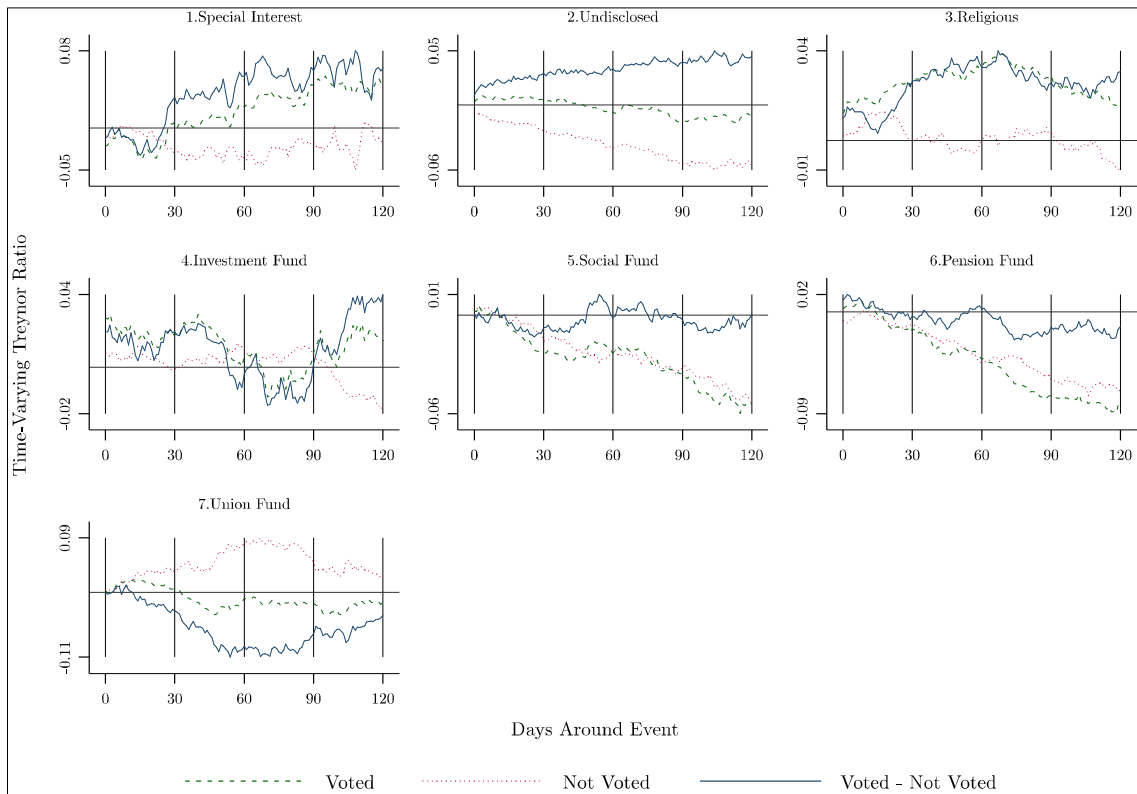 1.Special Interest
0.08
-0.05
0 30 60 90 120
2.Undisclosed
0.05
-0.06
0 30 60 90 120
3.Religious
0.04
-0.01
0 30 60 90 120
4.Investment Fund
0.04
-0.02
0 30 60 90 120
5.Social Fund
0.01
-0.06
0 30 60 90 120
6.Pension Fund
0.02
-0.09
0 30 60 90 120
7.Union Fund
0.09
-0.11
0 30 60 90 120
Time-Varying Treynor Ratio
Days Around Event
Voted Not Voted Voted - Not Voted